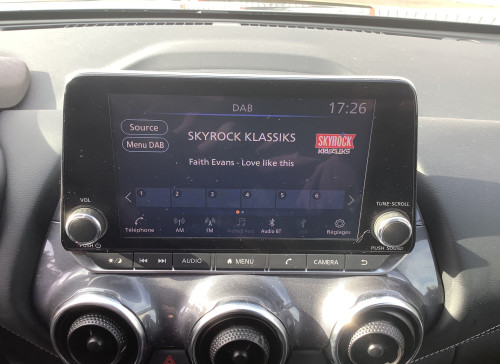 DAB 17:26
Source
Menu DAB
SKYROCK KLASSIKS
SKYROCK
KLASSIKS
Faith Evans - Love like this
1 2 3 4 5 6
Téléphone AM FM Audio BT Réglages
VOL
PUSH
TUNE·SCROLL
PUSH SOUND
AUDIO MENU CAMERA